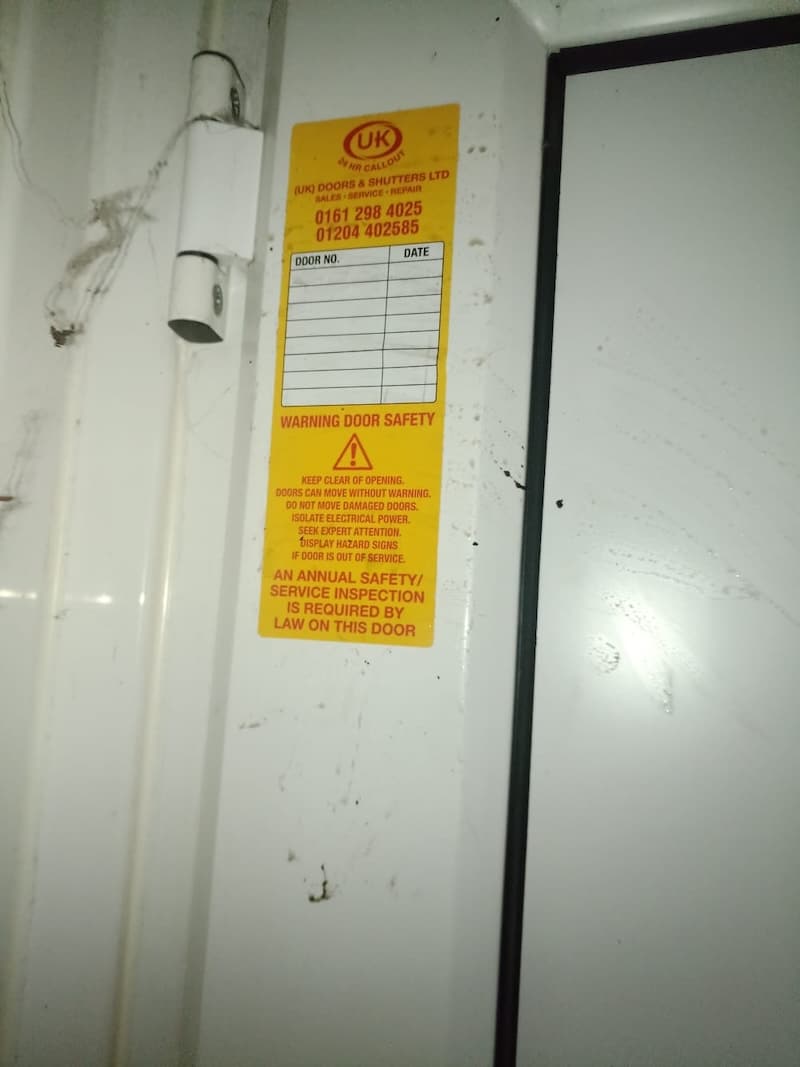 UK
24 HR CALLOUT
(UK) DOORS & SHUTTERS LTD
SALES • SERVICE • REPAIR
0161 298 4025
01204 402585
DOOR NO. DATE
WARNING DOOR SAFETY
KEEP CLEAR OF OPENING.
DOORS CAN MOVE WITHOUT WARNING.
DO NOT MOVE DAMAGED DOORS.
ISOLATE ELECTRICAL POWER.
SEEK EXPERT ATTENTION.
DISPLAY HAZARD SIGNS
IF DOOR IS OUT OF SERVICE.
AN ANNUAL SAFETY/
SERVICE INSPECTION
IS REQUIRED BY
LAW ON THIS DOOR